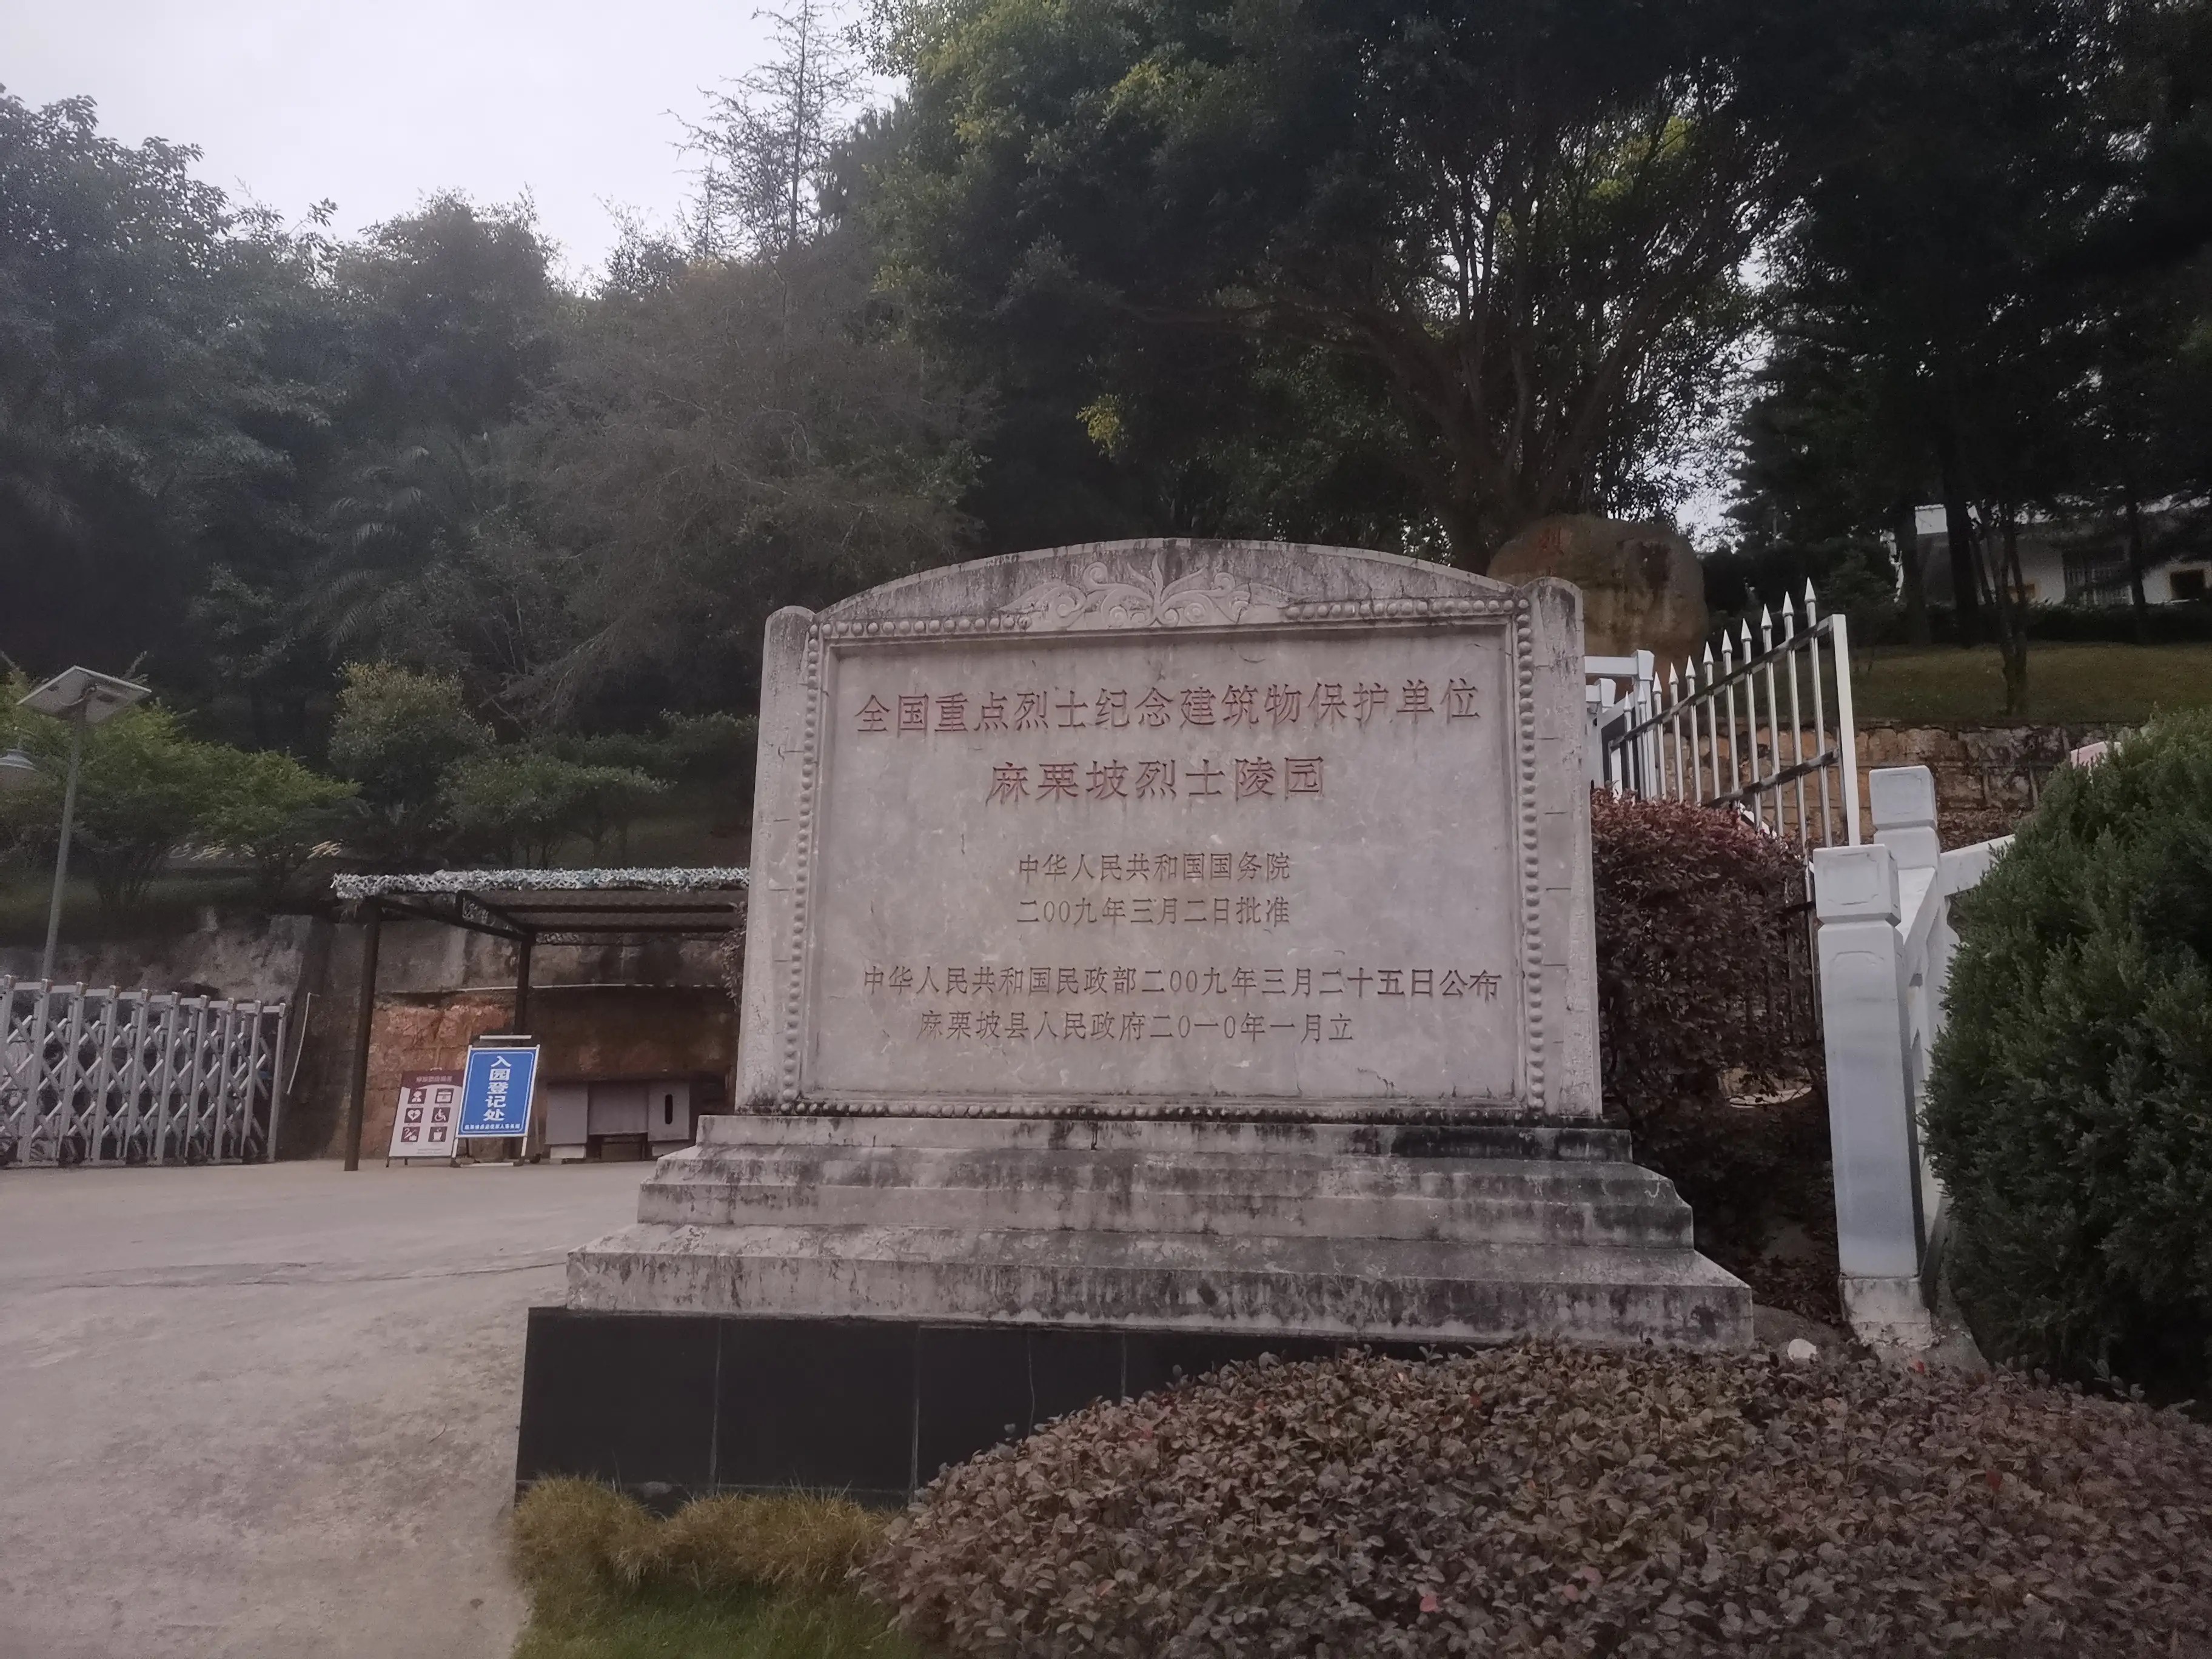 烈
全国重点烈士纪念建筑物保护单位
麻栗坡烈士陵园
中华人民共和国国务院
二00九年三月二日批准
中华人民共和国民政部二00九年三月二十五日公布
麻栗坡县人民政府二0一0年一月立
入园登记处